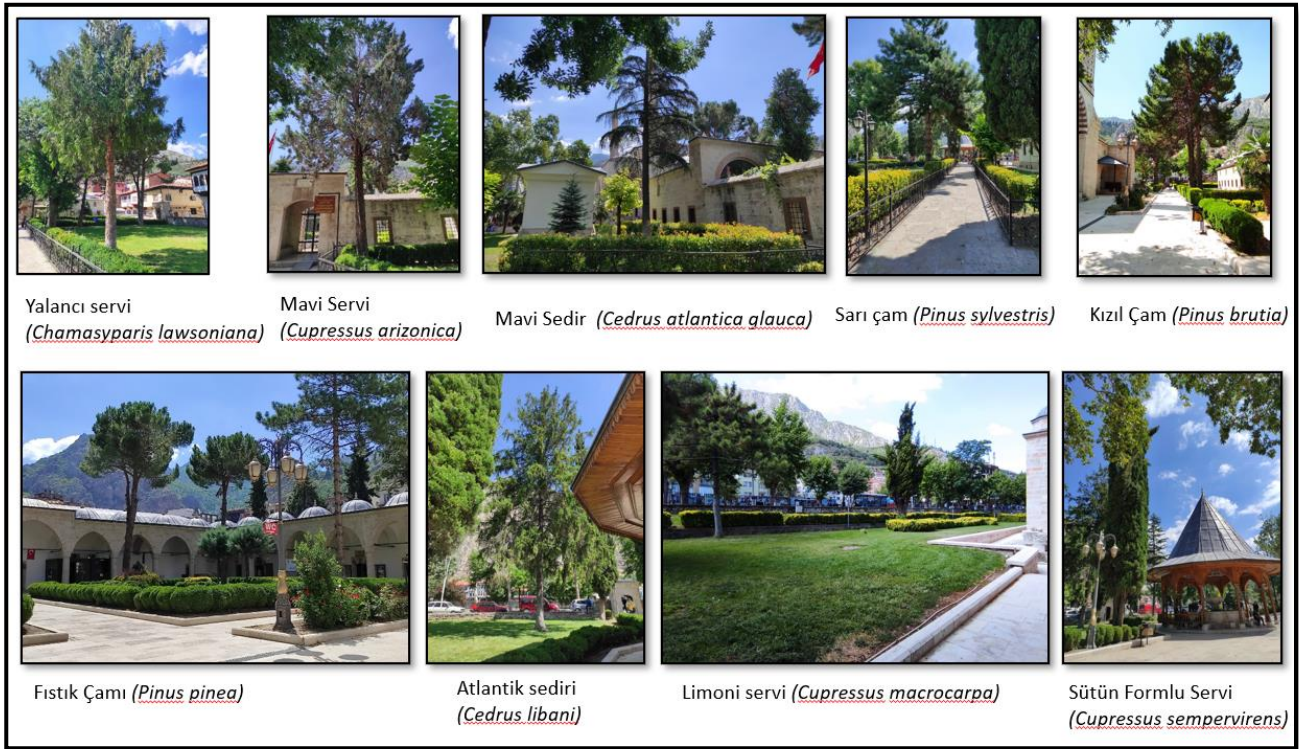 Yalancı servi
(Chamasyparis lawsoniana)
Mavi Servi
(Cupressus arizonica)
Mavi Sedir (Cedrus atlantica glauca)
Sarı çam (Pinus sylvestris)
Kızıl Çam (Pinus brutia)
WC
Fıstık Çamı (Pinus pinea)
Atlantik sediri
(Cedrus libani)
Limoni servi (Cupressus macrocarpa)
Sütün Formlu Servi
(Cupressus sempervirens)